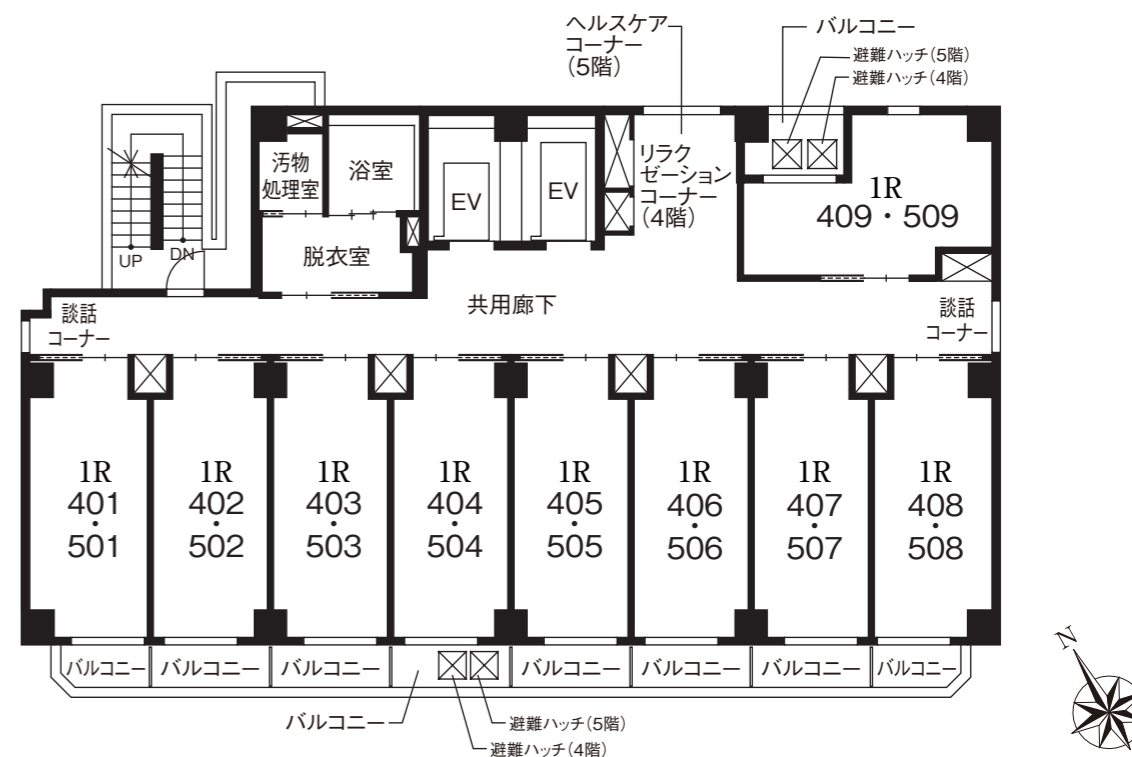 ヘルスケア
コーナー
(5階)
バルコニー
避難ハッチ(5階)
避難ハッチ(4階)
汚物
処理室
浴室
EV
EV
リラク
ゼーション
コーナー
(4階)
1R
409・509
UP
DN
脱衣室
共用廊下
談話
コーナー
談話
コーナー
1R
401
・
501
1R
402
・
502
1R
403
・
503
1R
404
・
504
1R
405
・
505
1R
406
・
506
1R
407
・
507
1R
408
・
508
バルコニー
バルコニー
バルコニー
バルコニー
バルコニー
バルコニー
バルコニー
バルコニー
避難ハッチ(5階)
避難ハッチ(4階)
N